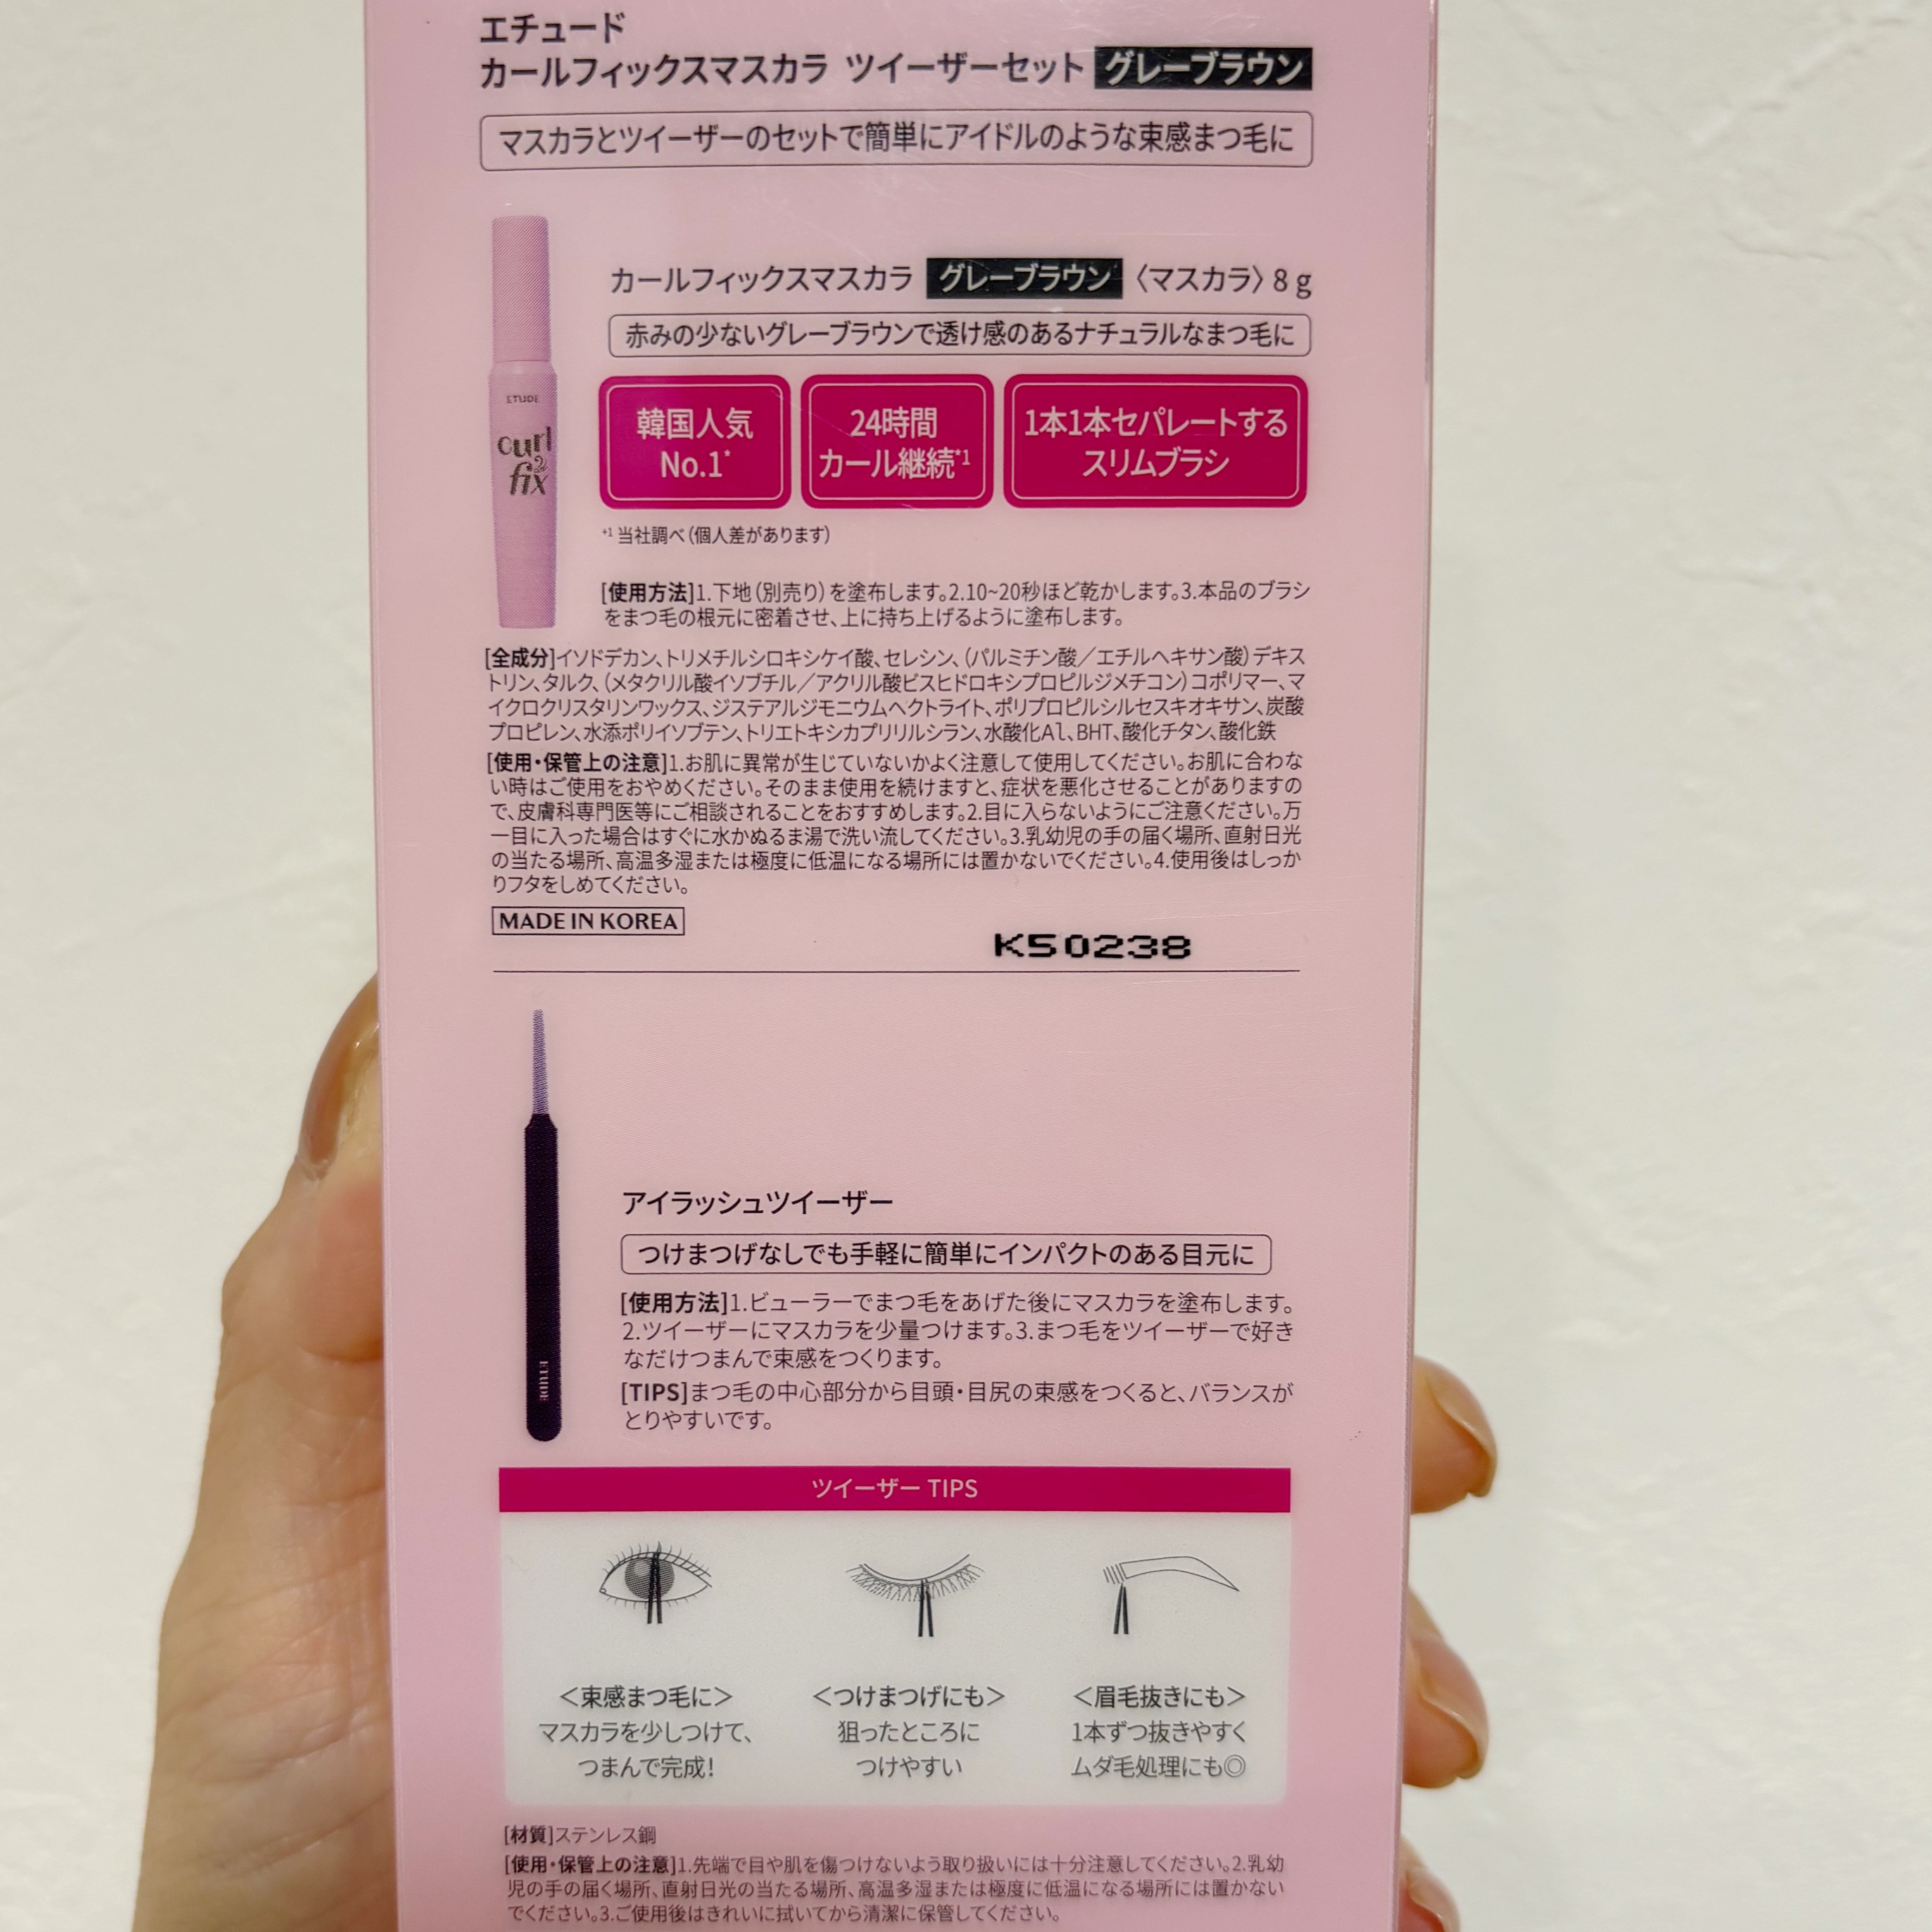 エチュード
カールフィックスマスカラ ツイーザーセット グレーブラウン
マスカラとツイーザーのセットで簡単にアイドルのような束感まつ毛に
カールフィックスマスカラ グレーブラウン 〈マスカラ〉8g
赤みの少ないグレーブラウンで透け感のあるナチュラルなまつ毛に
ETUDE
curl
2
fix
韓国人気
No.1*
24時間
カール継続*1
1本1本セパレートする
スリムブラシ
*1 当社調べ(個人差があります)
[使用方法]1.下地(別売り)を塗布します。2.10~20秒ほど乾かします。3.本品のブラシ
をまつ毛の根元に密着させ、上に持ち上げるように塗布します。
[全成分]イソドデカン、トリメチルシロキシケイ酸、セレシン、(パルミチン酸/エチルヘキサン酸)デキス
トリン、タルク、(メタクリル酸イソブチル/アクリル酸ビスヒドロキシプロピルジメチコン)コポリマー、マ
イクロクリスタリンワックス、ジステアルジモニウムヘクトライト、ポリプロピルシルセスキオキサン、炭酸
プロピレン、水添ポリイソブテン、トリエトキシカプリリルシラン、水酸化Al、BHT、酸化チタン、酸化鉄
[使用・保管上の注意]1.お肌に異常が生じていないかよく注意して使用してください。お肌に合わな
い時はご使用をおやめください。そのまま使用を続けますと、症状を悪化させることがありますの
で、皮膚科専門医等にご相談されることをおすすめします。2.目に入らないようにご注意ください。万
一目に入った場合はすぐに水かぬるま湯で洗い流してください。3.乳幼児の手の届く場所、直射日光
の当たる場所、高温多湿または極度に低温になる場所には置かないでください。4.使用後はしっか
りフタをしめてください。
MADE IN KOREA
K50238
アイラッシュツイーザー
つけまつげなしでも手軽に簡単にインパクトのある目元に
[使用方法]1.ビューラーでまつ毛をあげた後にマスカラを塗布します。
2.ツイーザーにマスカラを少量つけます。3.まつ毛をツイーザーで好き
なだけつまんで束感をつくります。
[TIPS]まつ毛の中心部分から目頭・目尻の束感をつくると、バランスが
とりやすいです。
ETUDE
ツイーザー TIPS
＜束感まつ毛に＞
マスカラを少しつけて、
つまんで完成!
＜つけまつげにも＞
狙ったところに
つけやすい
＜眉毛抜きにも＞
1本ずつ抜きやすく
ムダ毛処理にも◎
[材質]ステンレス鋼
[使用・保管上の注意]1.先端で目や肌を傷つけないよう取り扱いには十分注意してください。2.乳幼
児の手の届く場所、直射日光の当たる場所、高温多湿または極度に低温になる場所には置かない
でください。3.ご使用後はきれいに拭いてから清潔に保管してください。